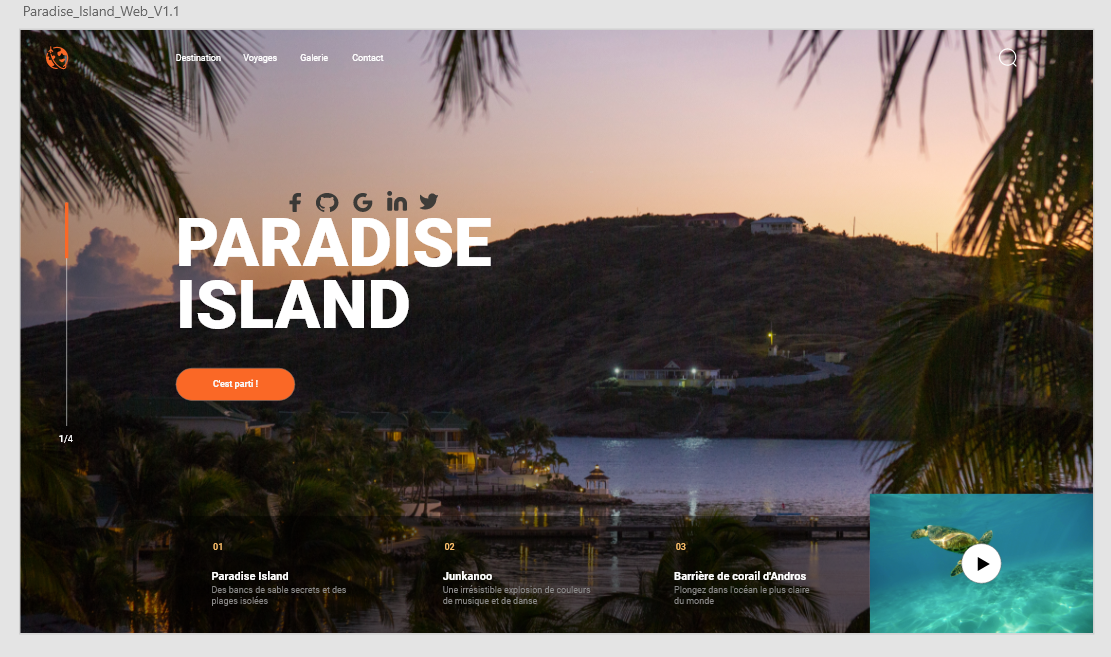 Paradise_Island_Web_V1.1
Destination Voyages Galerie Contact
PARADISE
ISLAND
C'est parti !
1/4
01
Paradise Island
Des bancs de sable secrets et des
plages isolées
02
Junkanoo
Une irrésistible explosion de couleurs
de musique et de danse
03
Barrière de corail d'Andros
Plongez dans l'océan le plus claire
du monde